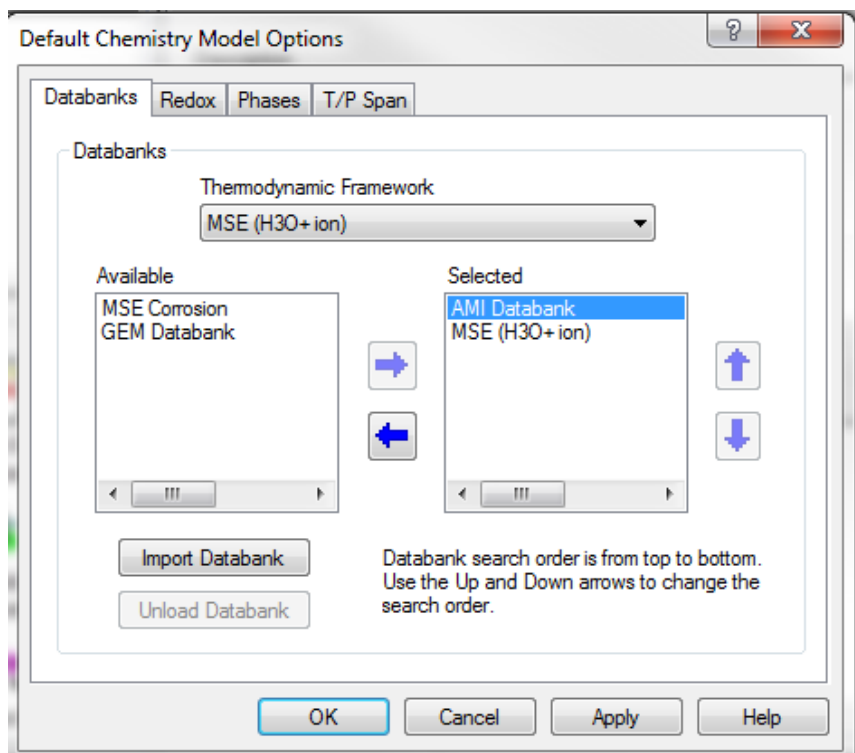 Default Chemistry Model Options
Databanks
Redox
Phases
T/P Span
Databanks
Thermodynamic Framework
MSE (H3O+ ion)
Available
Selected
MSE Corrosion
GEM Databank
AMI Databank
MSE (H3O+ ion)
Import Databank
Unload Databank
Databank search order is from top to bottom.
Use the Up and Down arrows to change the
search order.
OK
Cancel
Apply
Help